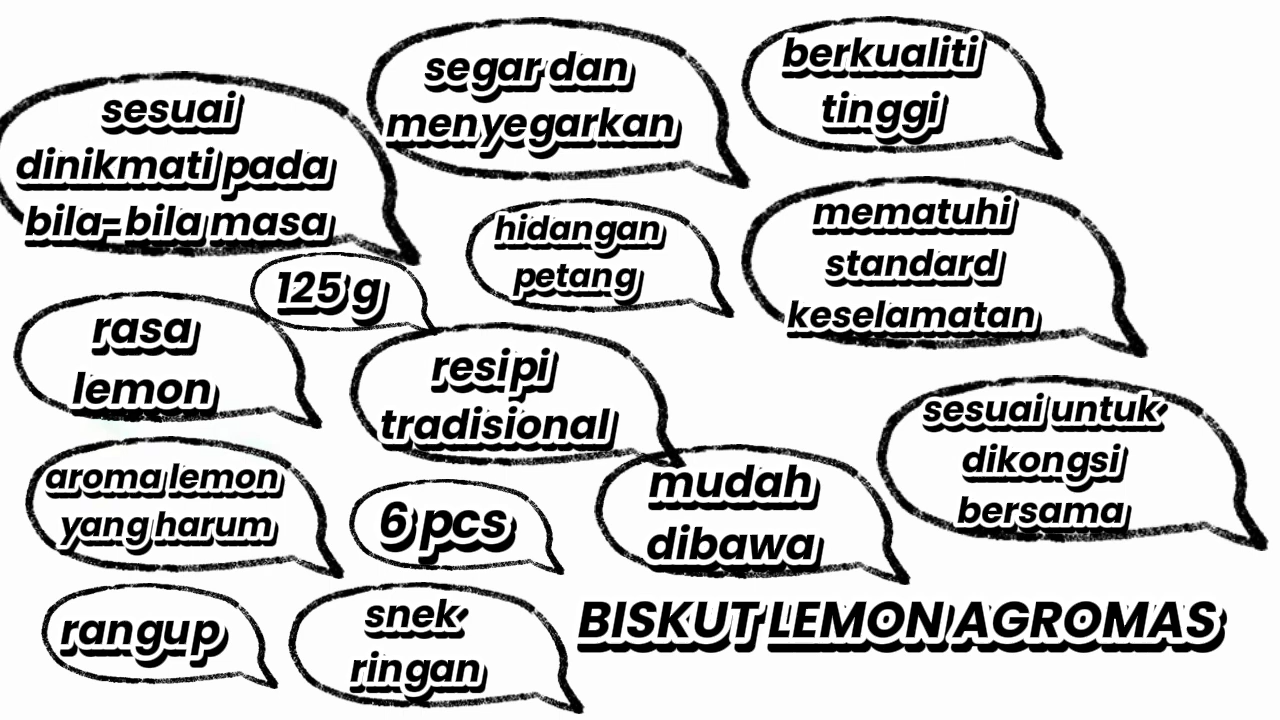 segar dan
menyegarkan
berkualiti
tinggi
sesuai
dinikmati pada
bila-bila masa
hidangan
petang
mematuhi
standard
keselamatan
125 g
rasa
lemon
resipi
tradisional
sesuai untuk
dikongsi
bersama
aroma lemon
yang harum
6 pcs
mudah
dibawa
rangup
snek
ringan
BISKUT LEMON AGROMAS